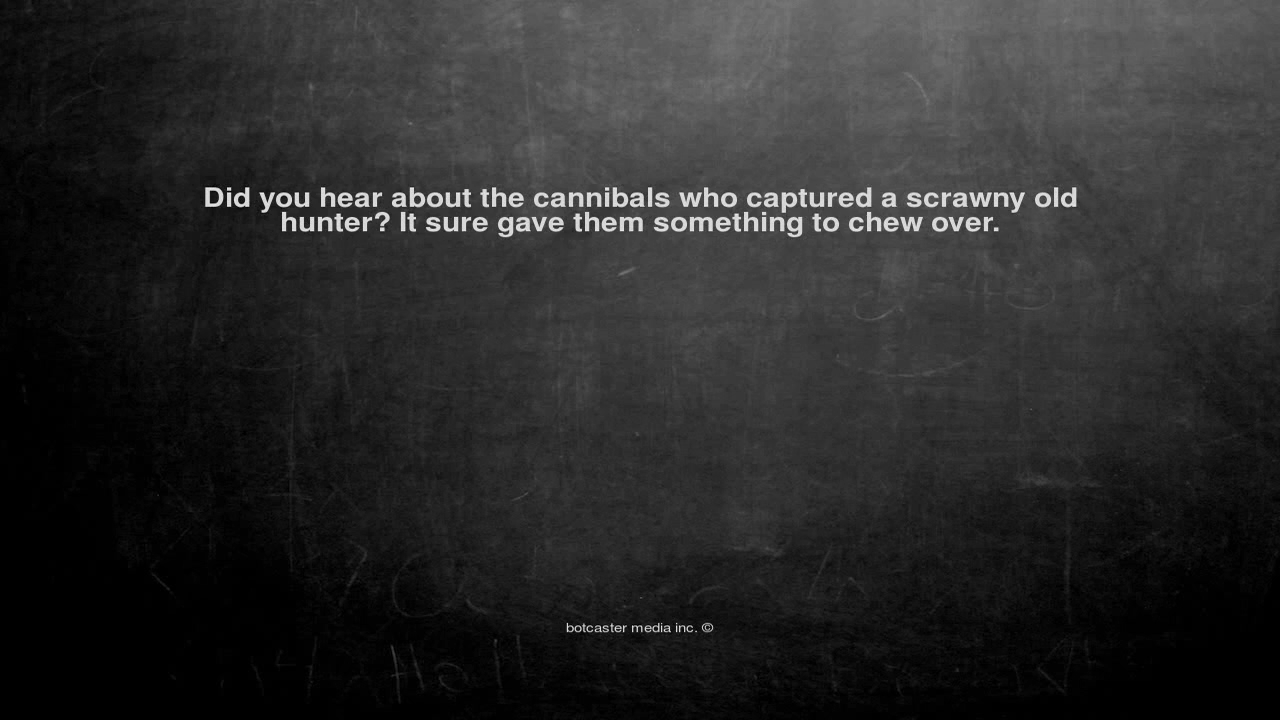 Did you hear about the cannibals who captured a scrawny old
hunter? It sure gave them something to chew over.
botcaster media inc. ©